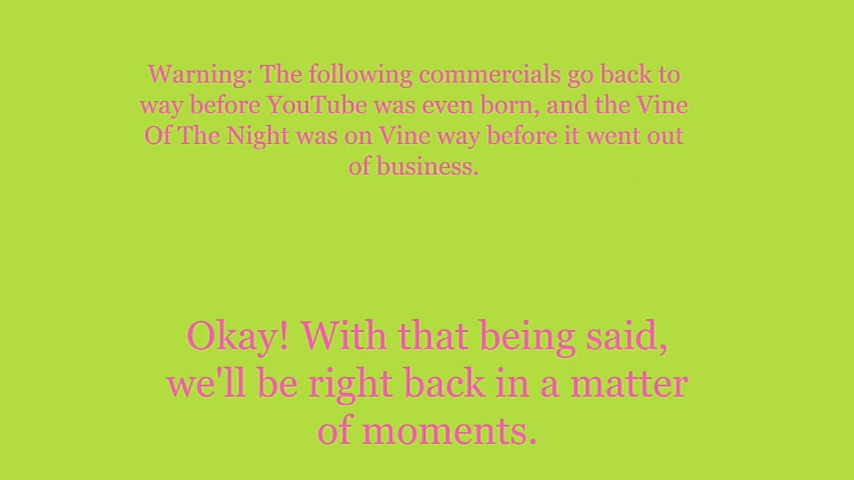 Warning: The following commercials go back to
way before YouTube was even born, and the Vine
Of The Night was on Vine way before it went out
of business.
Okay! With that being said,
we'll be right back in a matter
of moments.